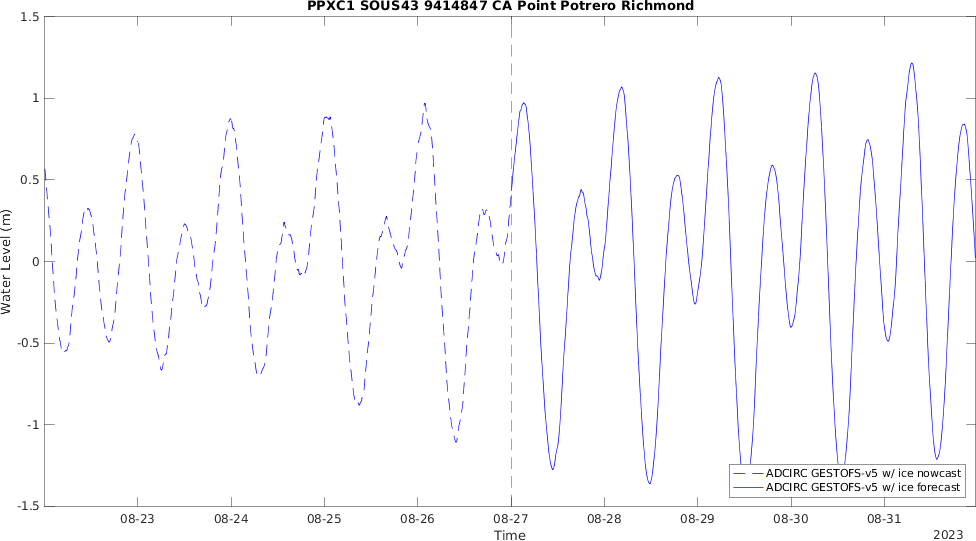 PPXC1 SOUS43 9414847 CA Point Potrero Richmond
1.5
1
0.5
0
-0.5
-1
-1.5
Water Level (m)
ADCIRC GESTOFS-v5 w/ ice nowcast
ADCIRC GESTOFS-v5 w/ ice forecast
08-23 08-24 08-25 08-26 08-27 08-28 08-29 08-30 08-31
Time
2023